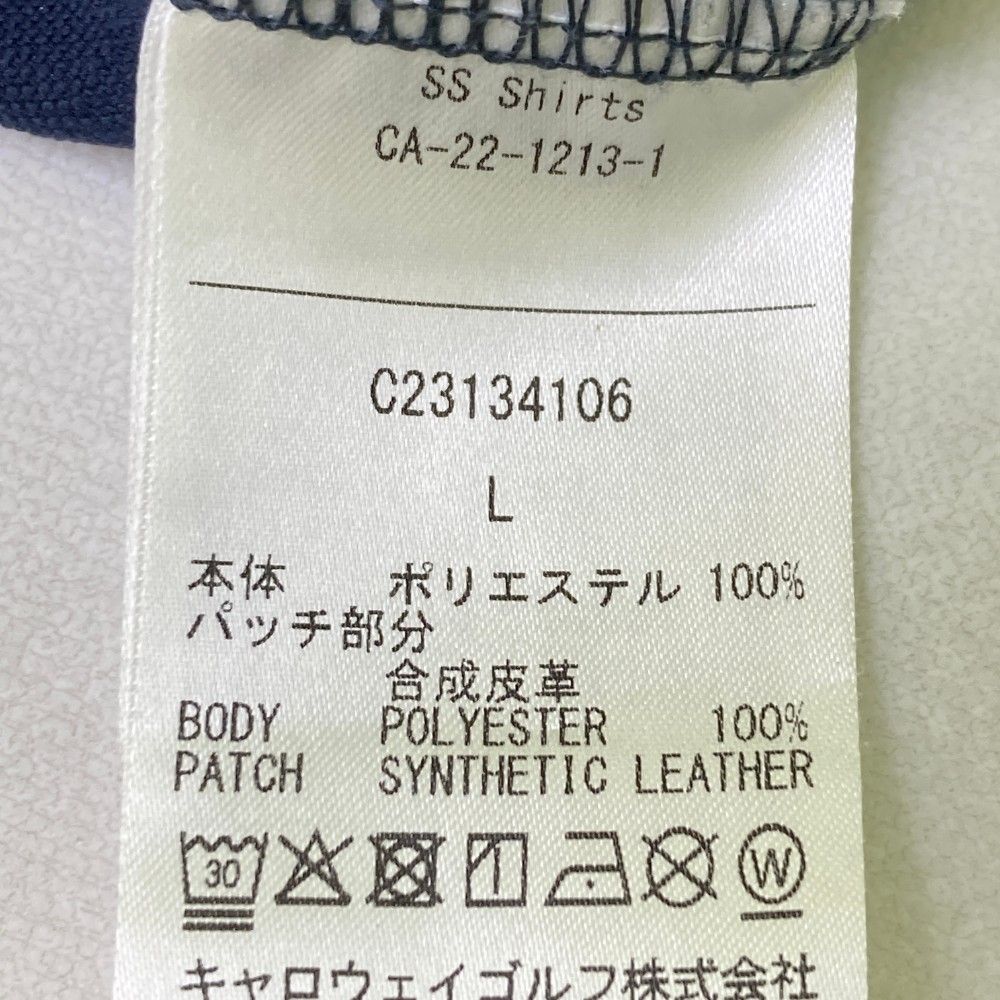 SS Shirts
CA-22-1213-1
C23134106
L
本体 ポリエステル 100%
パッチ部分
合成皮革
BODY POLYESTER 100%
PATCH SYNTHETIC LEATHER
30 W
キャロウェイゴルフ株式会社